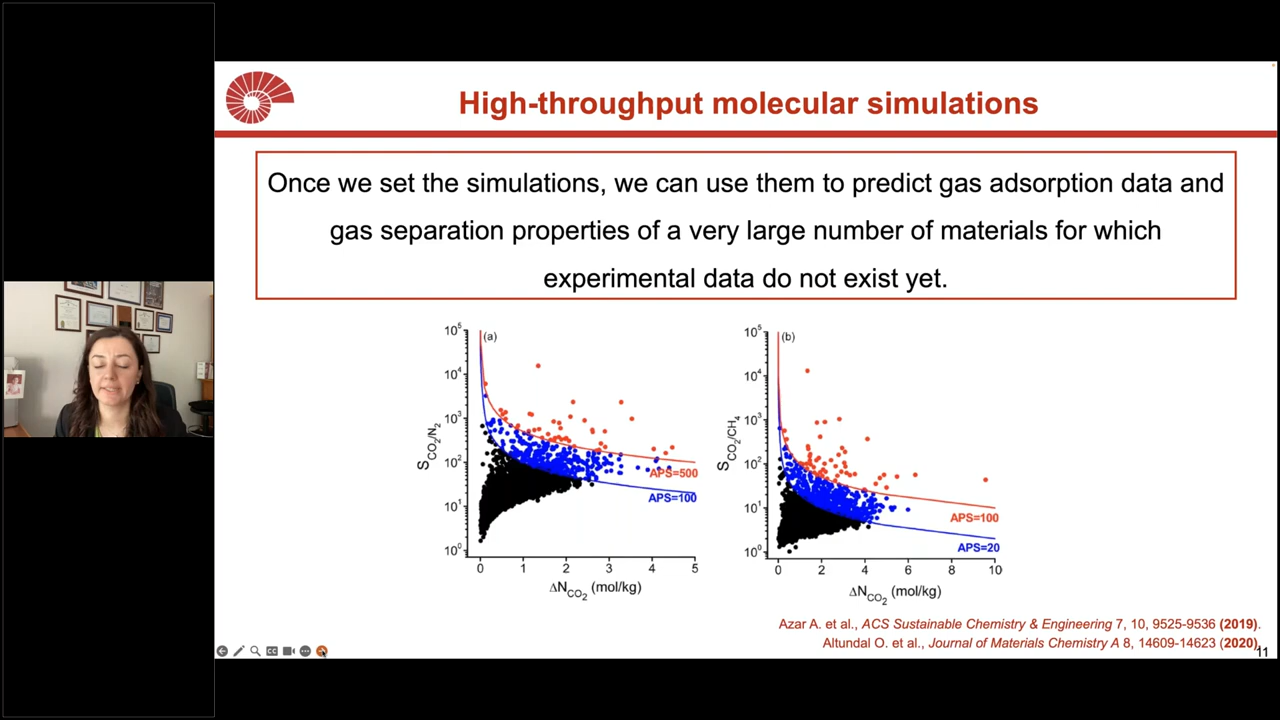 High-throughput molecular simulations
Once we set the simulations, we can use them to predict gas adsorption data and
gas separation properties of a very large number of materials for which
experimental data do not exist yet.
(a)
10⁵
10⁴
10³
10²
10¹
10⁰
S_CO₂/N₂
APS=500
APS=100
0 1 2 3 4 5
ΔN_CO₂ (mol/kg)
(b)
10⁵
10⁴
10³
10²
10¹
10⁰
S_CO₂/CH₄
APS=100
APS=20
0 2 4 6 8 10
ΔN_CO₂ (mol/kg)
Azar A. et al., ACS Sustainable Chemistry & Engineering 7, 10, 9525-9536 (2019).
Altundal O. et al., Journal of Materials Chemistry A 8, 14609-14623 (2020).
11
CC